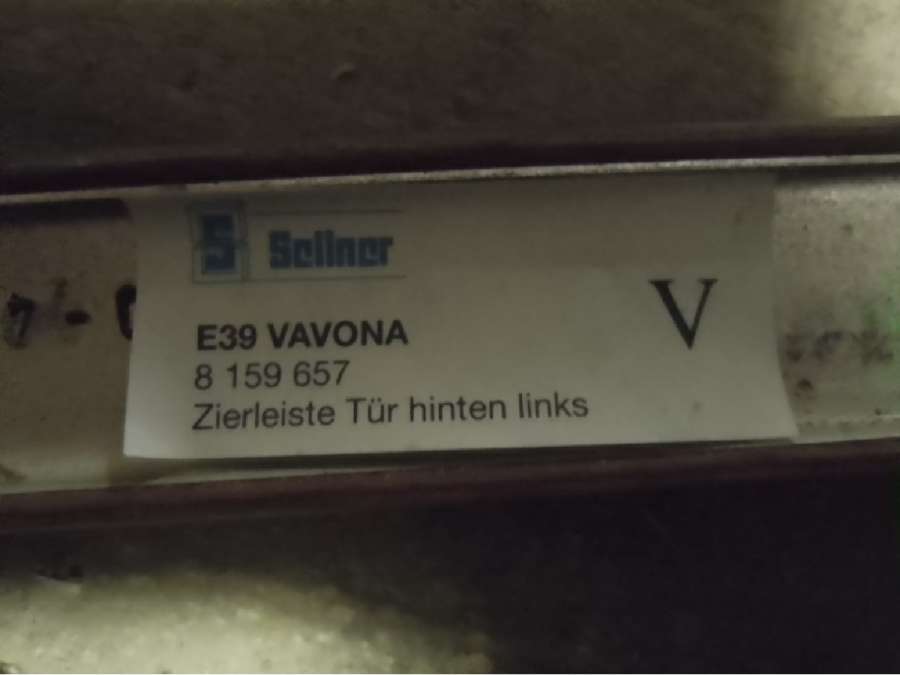 S Sellner
E39 VAVONA
8 159 657
Zierleiste Tür hinten links
V